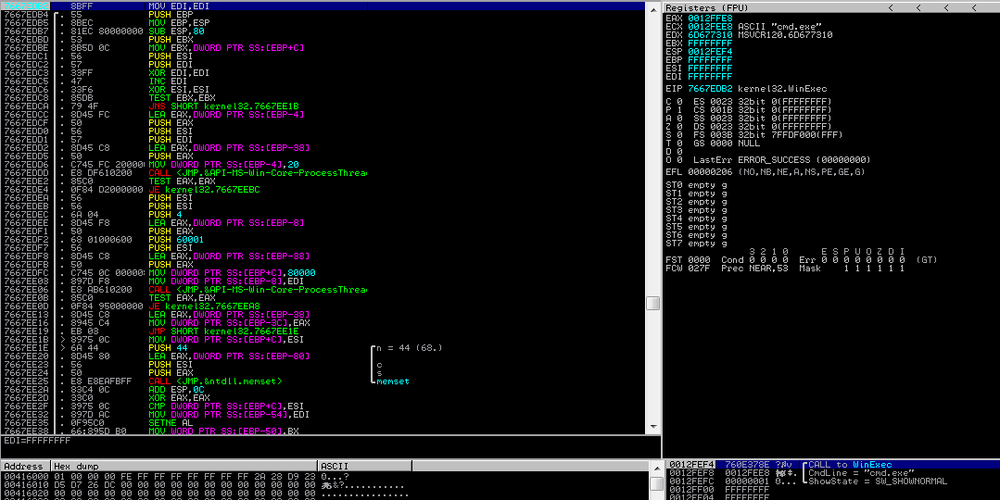 8BFF MOV EDI,EDI
7667EDB4 . 55 PUSH EBP
7667EDB5 . 8BEC MOV EBP,ESP
7667EDB7 . 81EC 80000000 SUB ESP,80
7667EDBD . 53 PUSH EBX
7667EDBE . 8B5D 0C MOV EBX,DWORD PTR SS:[EBP+C]
7667EDC1 . 56 PUSH ESI
7667EDC2 . 57 PUSH EDI
7667EDC3 . 33FF XOR EDI,EDI
7667EDC5 . 47 INC EDI
7667EDC6 . 33F6 XOR ESI,ESI
7667EDC8 . 85DB TEST EBX,EBX
7667EDCA . 79 4F JNS SHORT kernel32.7667EE1B
7667EDCC . 8D45 FC LEA EAX,DWORD PTR SS:[EBP-4]
7667EDCF . 50 PUSH EAX
7667EDD0 . 56 PUSH ESI
7667EDD1 . 57 PUSH EDI
7667EDD2 . 8D45 C8 LEA EAX,DWORD PTR SS:[EBP-38]
7667EDD5 . 50 PUSH EAX
7667EDD6 . C745 FC 20000 MOV DWORD PTR SS:[EBP-4],20
7667EDDD . E8 DF610200 CALL <JMP.&API-MS-Win-Core-ProcessThrea
7667EDE2 . 85C0 TEST EAX,EAX
7667EDE4 . 0F84 D2000000 JE kernel32.7667EEBC
7667EDEA . 56 PUSH ESI
7667EDEB . 56 PUSH ESI
7667EDEC . 6A 04 PUSH 4
7667EDEE . 8D45 F8 LEA EAX,DWORD PTR SS:[EBP-8]
7667EDF1 . 50 PUSH EAX
7667EDF2 . 68 01000600 PUSH 60001
7667EDF7 . 56 PUSH ESI
7667EDF8 . 8D45 C8 LEA EAX,DWORD PTR SS:[EBP-38]
7667EDFB . 50 PUSH EAX
7667EDFC . C745 0C 00000 MOV DWORD PTR SS:[EBP+C],80000
7667EE03 . 897D F8 MOV DWORD PTR SS:[EBP-8],EDI
7667EE06 . E8 AB610200 CALL <JMP.&API-MS-Win-Core-ProcessThrea
7667EE0B . 85C0 TEST EAX,EAX
7667EE0D . 0F84 95000000 JE kernel32.7667EEA8
7667EE13 . 8D45 C8 LEA EAX,DWORD PTR SS:[EBP-38]
7667EE16 . 8945 C4 MOV DWORD PTR SS:[EBP-3C],EAX
7667EE19 . EB 03 JMP SHORT kernel32.7667EE1E
7667EE1B > 8975 0C MOV DWORD PTR SS:[EBP+C],ESI
7667EE1E > 6A 44 PUSH 44 n = 44 (68.)
7667EE20 . 8D45 80 LEA EAX,DWORD PTR SS:[EBP-80]
7667EE23 . 56 PUSH ESI c
7667EE24 . 50 PUSH EAX s
7667EE25 . E8 E8EAFBFF CALL <JMP.&ntdll.memset> memset
7667EE2A . 83C4 0C ADD ESP,0C
7667EE2D . 33C0 XOR EAX,EAX
7667EE2F . 3975 0C CMP DWORD PTR SS:[EBP+C],ESI
7667EE32 . 897D AC MOV DWORD PTR SS:[EBP-54],EDI
7667EE35 . 0F95C0 SETNE AL
7667EE38 . 66:895D B0 MOV WORD PTR SS:[EBP-50],BX
EDI=FFFFFFFF
Registers (FPU) < < < <
EAX 0012FFE8
ECX 0012FEE8 ASCII "cmd.exe"
EDX 6D677310 MSVCR120.6D677310
EBX FFFFFFFF
ESP 0012FEF4
EBP FFFFFFFF
ESI FFFFFFFF
EDI FFFFFFFF
EIP 7667EDB2 kernel32.WinExec
C 0 ES 0023 32bit 0(FFFFFFFF)
P 1 CS 001B 32bit 0(FFFFFFFF)
A 0 SS 0023 32bit 0(FFFFFFFF)
Z 0 DS 0023 32bit 0(FFFFFFFF)
S 0 FS 003B 32bit 7FFDF000(FFF)
T 0 GS 0000 NULL
D 0
O 0 LastErr ERROR_SUCCESS (00000000)
EFL 00000206 (NO,NB,NE,A,NS,PE,GE,G)
ST0 empty g
ST1 empty g
ST2 empty g
ST3 empty g
ST4 empty g
ST5 empty g
ST6 empty g
ST7 empty g
3 2 1 0 E S P U O Z D I
FST 0000 Cond 0 0 0 0 Err 0 0 0 0 0 0 0 0 (GT)
FCW 027F Prec NEAR,53 Mask 1 1 1 1 1 1
Address Hex dump ASCII
00416000 01 00 00 00 FE FF FF FF FF FF FF FF 2A 28 D9 23
00416010 D5 D7 26 DC 00 00 00 00 00 00 00 00 00 00 00 00
0012FEF4 760E378E CALL to WinExec
0012FEF8 0012FEE8 CmdLine = "cmd.exe"
0012FEFC 00000001 0... ShowState = SW_SHOWNORMAL
0012FF00 FFFFFFFF
0012FF04 FFFFFFFF